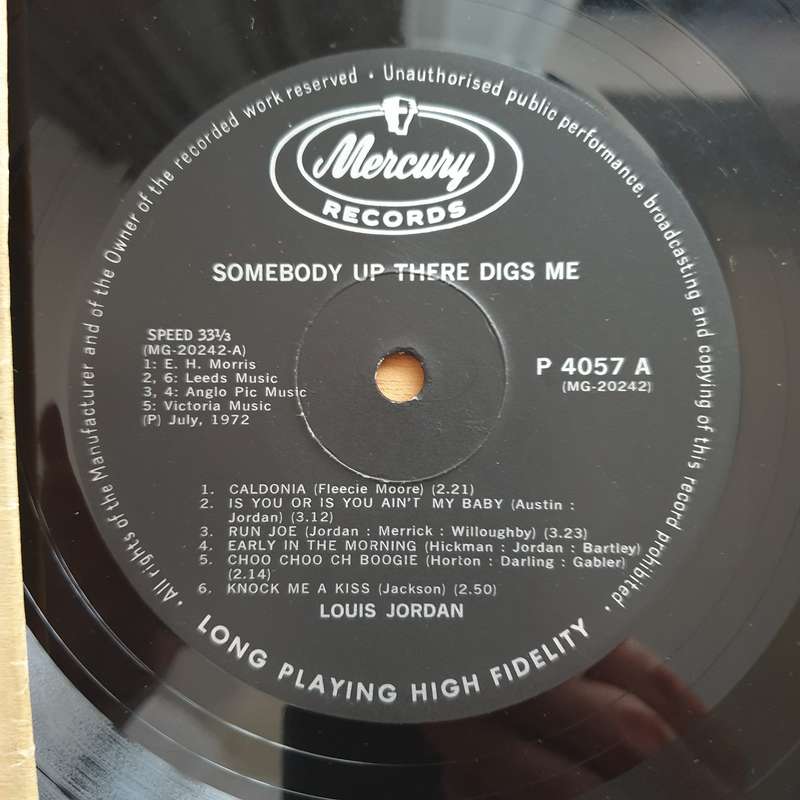 All rights of the Manufacturer and of the Owner of the recorded work reserved · Unauthorised public performance, broadcasting and copying of this record prohibited ·
Mercury
RECORDS
SOMEBODY UP THERE DIGS ME
SPEED 33⅓
(MG-20242-A)
1: E. H. Morris
2, 6: Leeds Music
3, 4: Anglo Pic Music
5: Victoria Music
(P) July, 1972
P 4057 A
(MG-20242)
1. CALDONIA (Fleecie Moore) (2.21)
2. IS YOU OR IS YOU AIN'T MY BABY (Austin :
Jordan) (3.12)
3. RUN JOE (Jordan : Merrick : Willoughby) (3.23)
4. EARLY IN THE MORNING (Hickman : Jordan : Bartley)
5. CHOO CHOO CH BOOGIE (Horton : Darling : Gabler)
(2.14)
6. KNOCK ME A KISS (Jackson) (2.50)
LOUIS JORDAN
LONG PLAYING HIGH FIDELITY